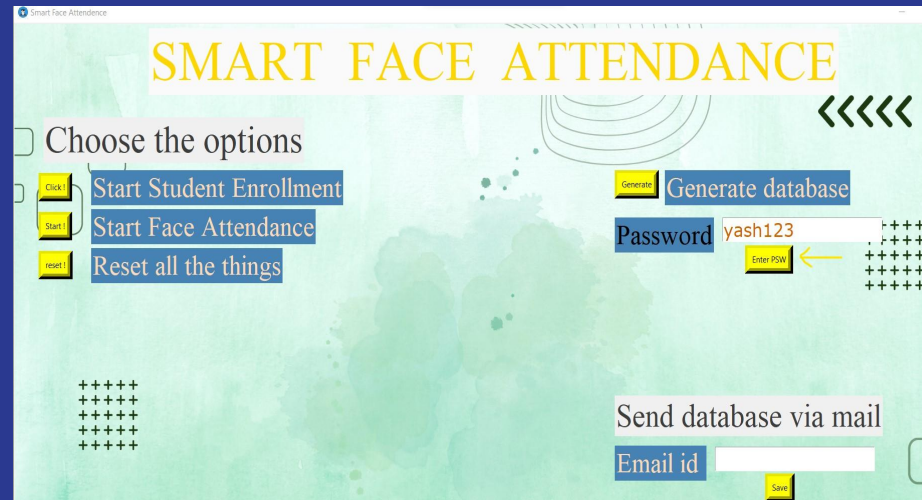 Smart Face Attendence
SMART FACE ATTENDANCE
Choose the options
Click !
Start Student Enrollment
Start !
Start Face Attendance
reset !
Reset all the things
Generate
Generate database
Password
yash123
Enter PSW
Send database via mail
Email id
Save